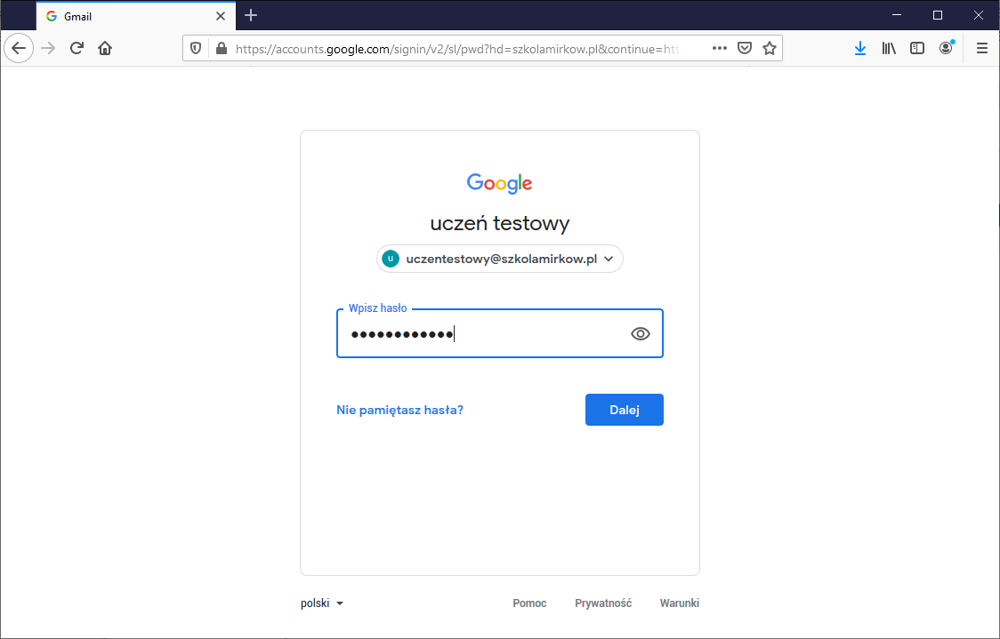 Gmail
https://accounts.google.com/signin/v2/sl/pwd?hd=szkolamirkow.pl&continue=htt
Google
uczeń testowy
u uczentestowy@szkolamirkow.pl
Wpisz hasło
••••••••••••
Nie pamiętasz hasła? Dalej
polski Pomoc Prywatność Warunki